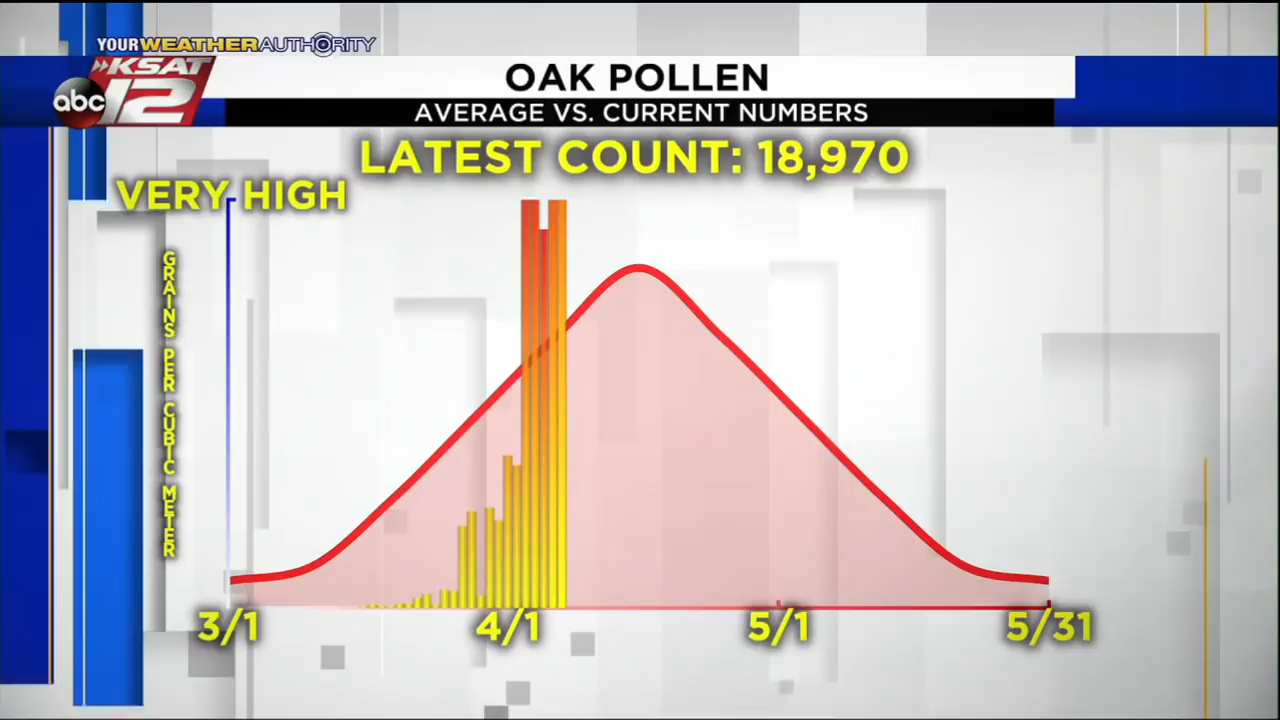 YOURWEATHERAUTHORITY
KSAT
abc 12
OAK POLLEN
AVERAGE VS. CURRENT NUMBERS
LATEST COUNT: 18,970
VERY HIGH
GRAINS PER CUBIC METER
3/1
4/1
5/1
5/31